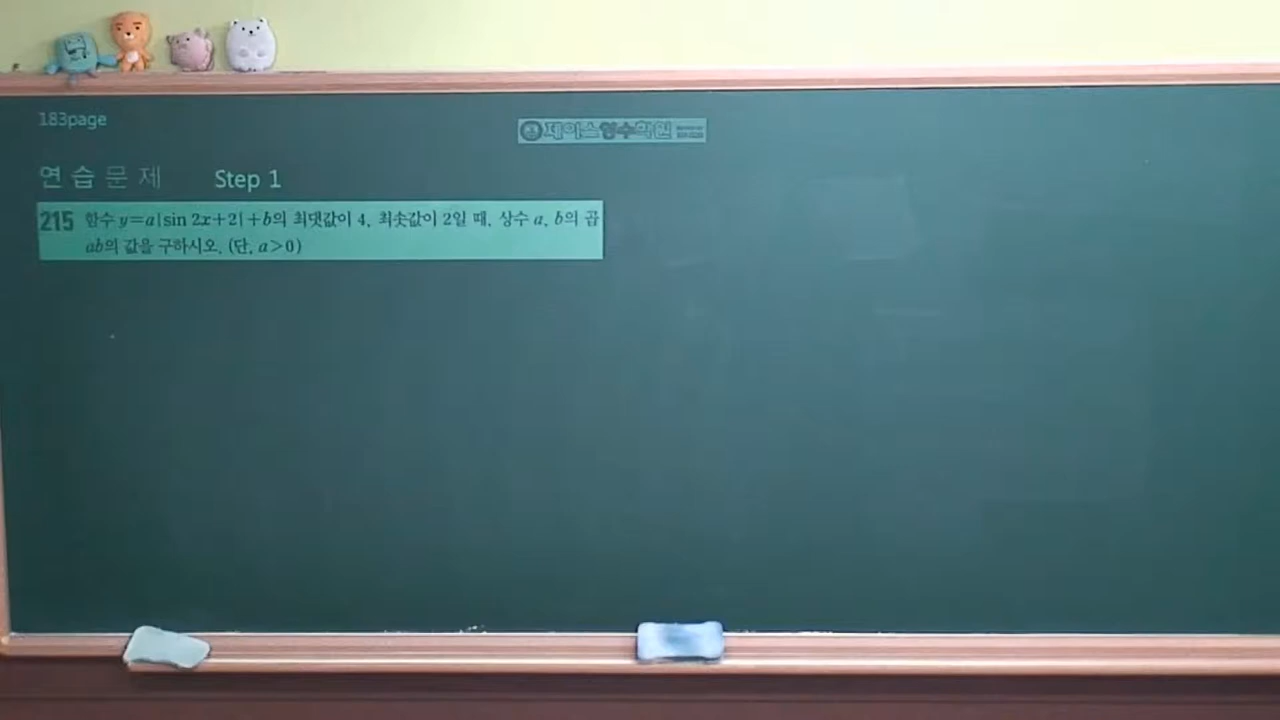 183page
제이스영수학원
연습문제 Step 1
215 함수 y=a|sin 2x+2|+b의 최댓값이 4, 최솟값이 2일 때, 상수 a, b의 곱
ab의 값을 구하시오. (단, a>0)